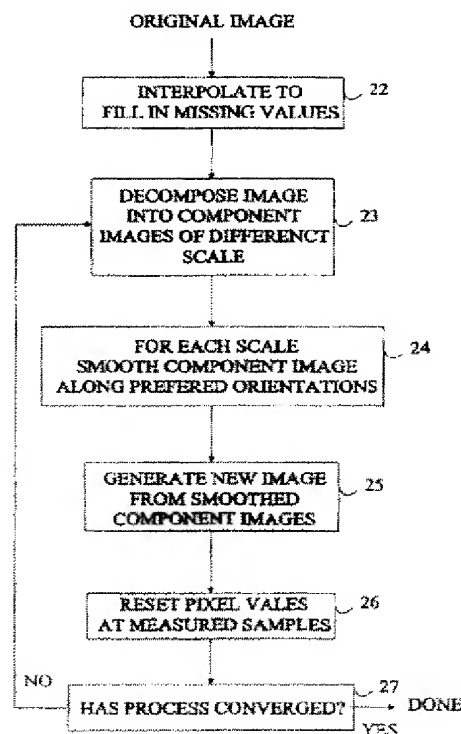 ORIGINAL IMAGE
INTERPOLATE TO
FILL IN MISSING VALUES
22
DECOMPOSE IMAGE
INTO COMPONENT
IMAGES OF DIFFERENCT
SCALE
23
FOR EACH SCALE
SMOOTH COMPONENT IMAGE
ALONG PREFERED ORIENTATIONS
24
GENERATE NEW IMAGE
FROM SMOOTHED
COMPONENT IMAGES
25
RESET PIXEL VALES
AT MEASURED SAMPLES
26
NO
HAS PROCESS CONVERGED?
27
DONE
YES